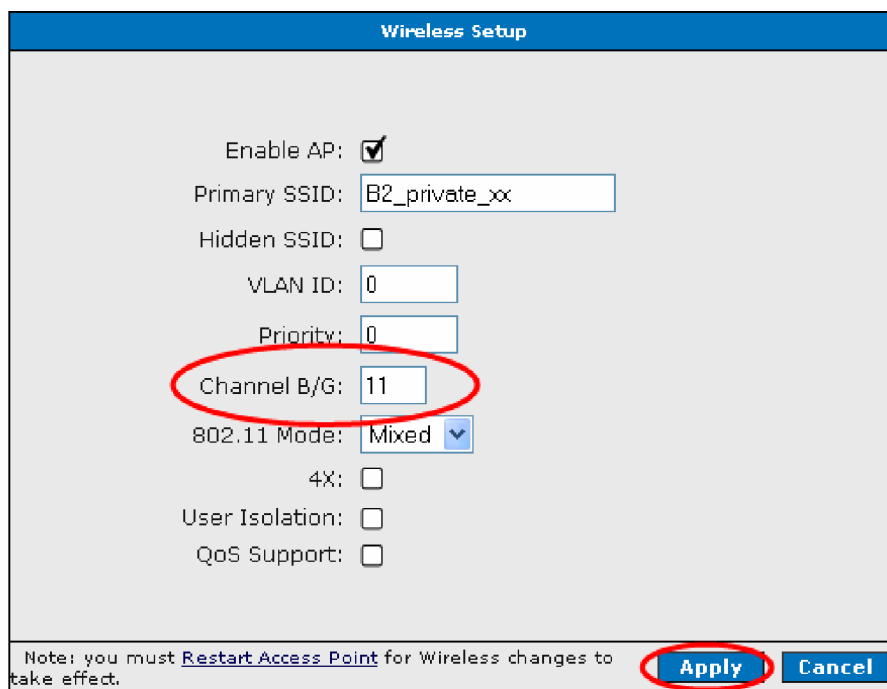 Wireless Setup
Enable AP:
Primary SSID: B2_private_xx
Hidden SSID:
VLAN ID: 0
Priority: 0
Channel B/G: 11
802.11 Mode: Mixed
4X:
User Isolation:
QoS Support:
Note: you must Restart Access Point for Wireless changes to
take effect.
Apply Cancel